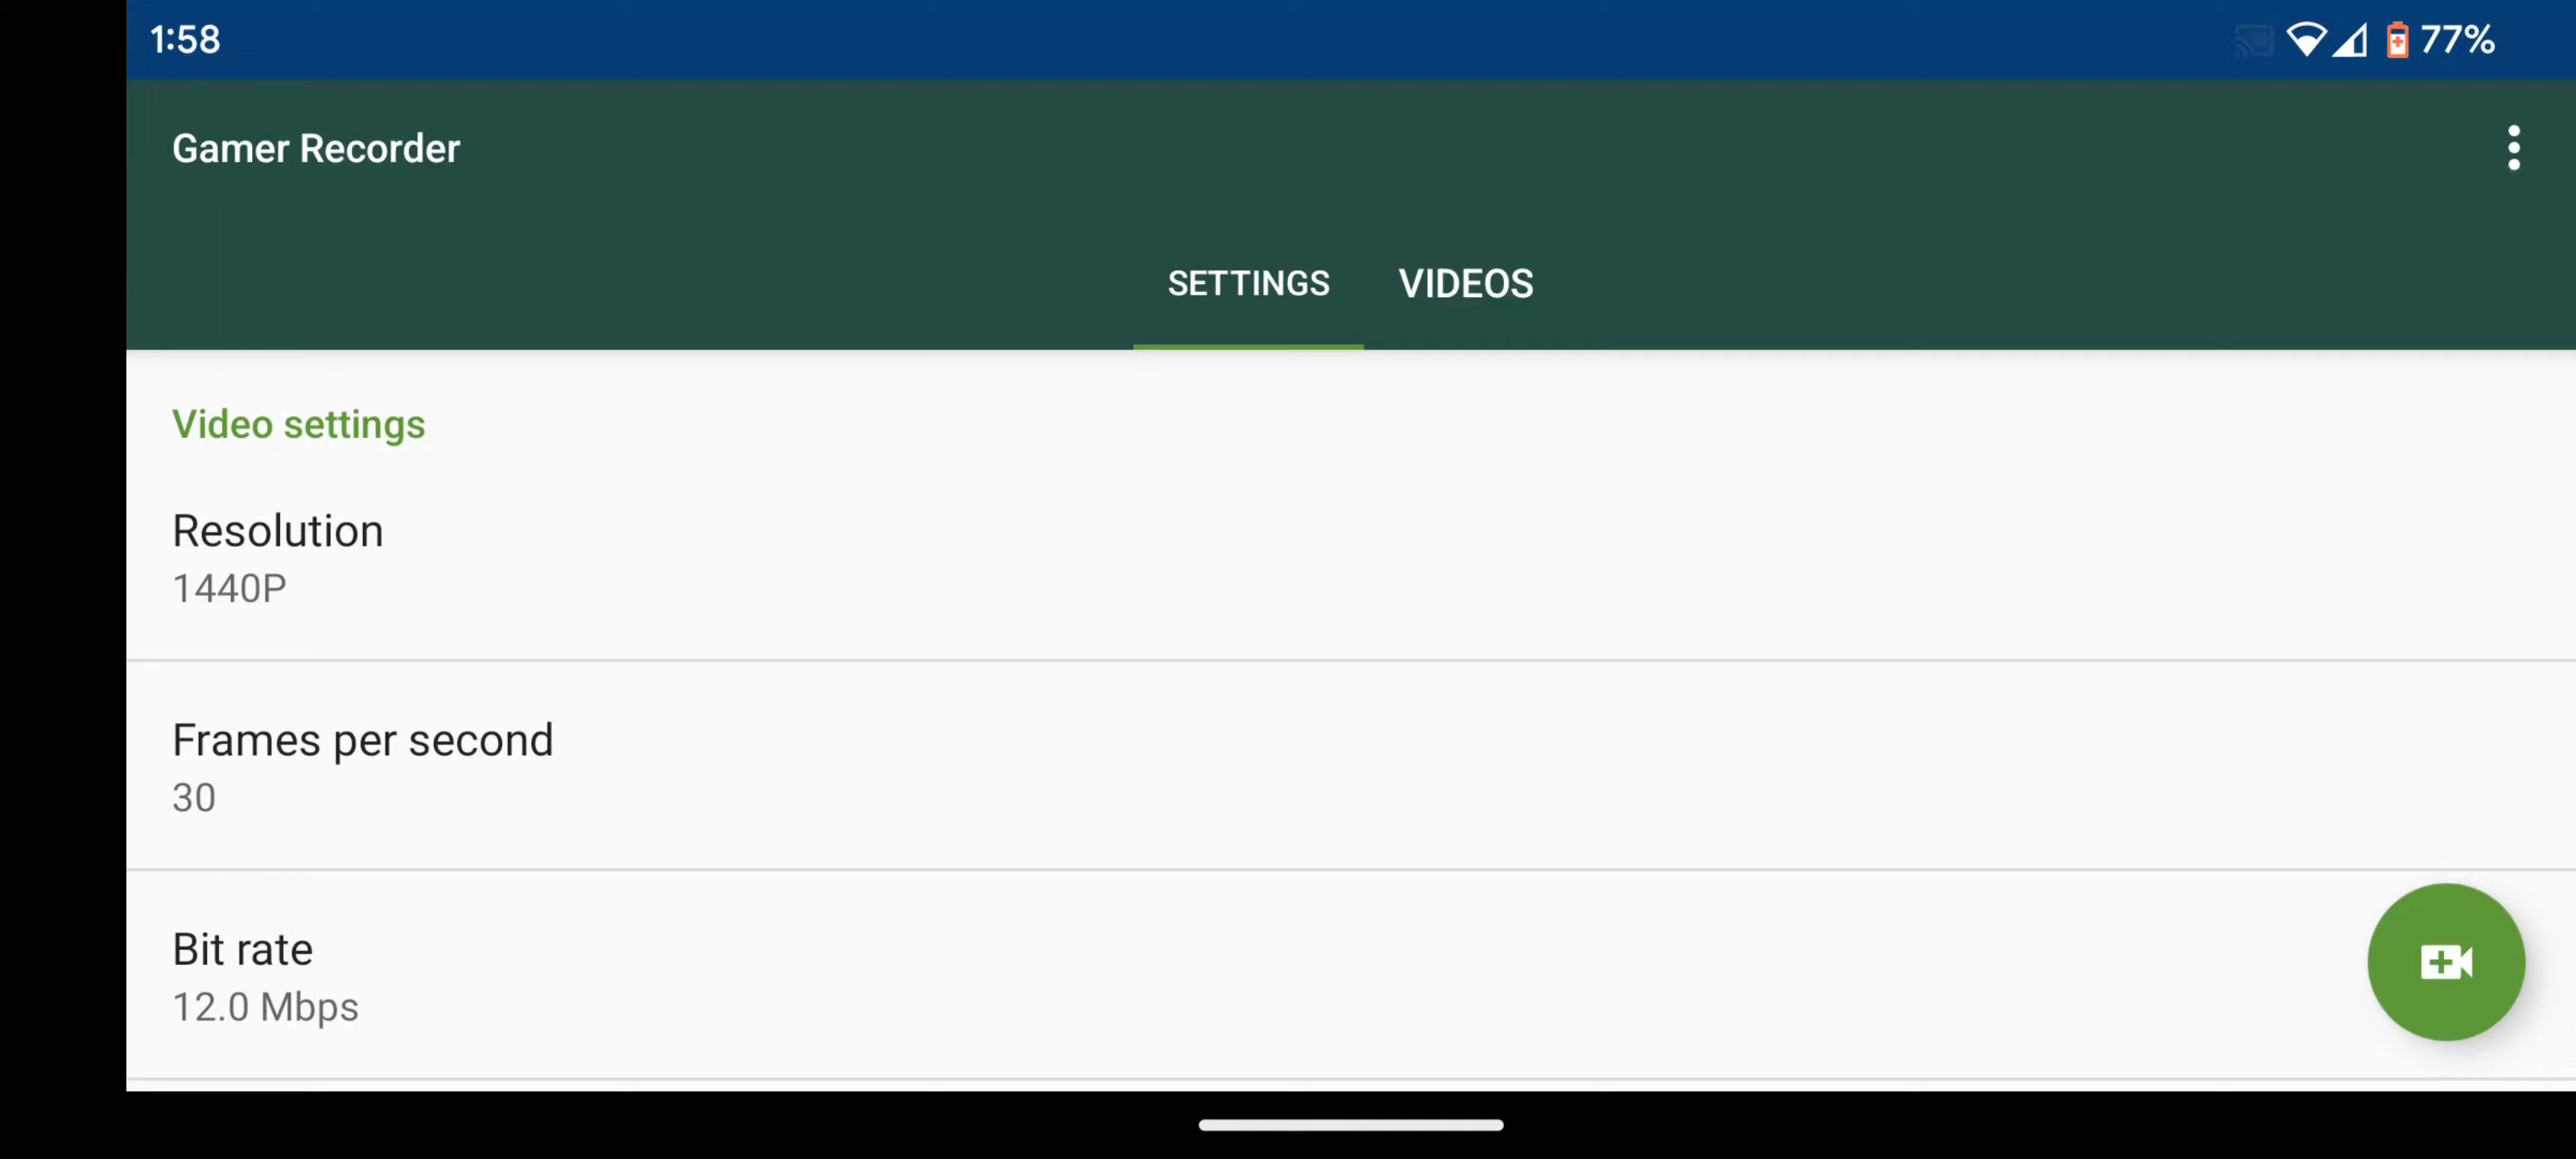 1:58
77%
Gamer Recorder
SETTINGS
VIDEOS
Video settings
Resolution
1440P
Frames per second
30
Bit rate
12.0 Mbps